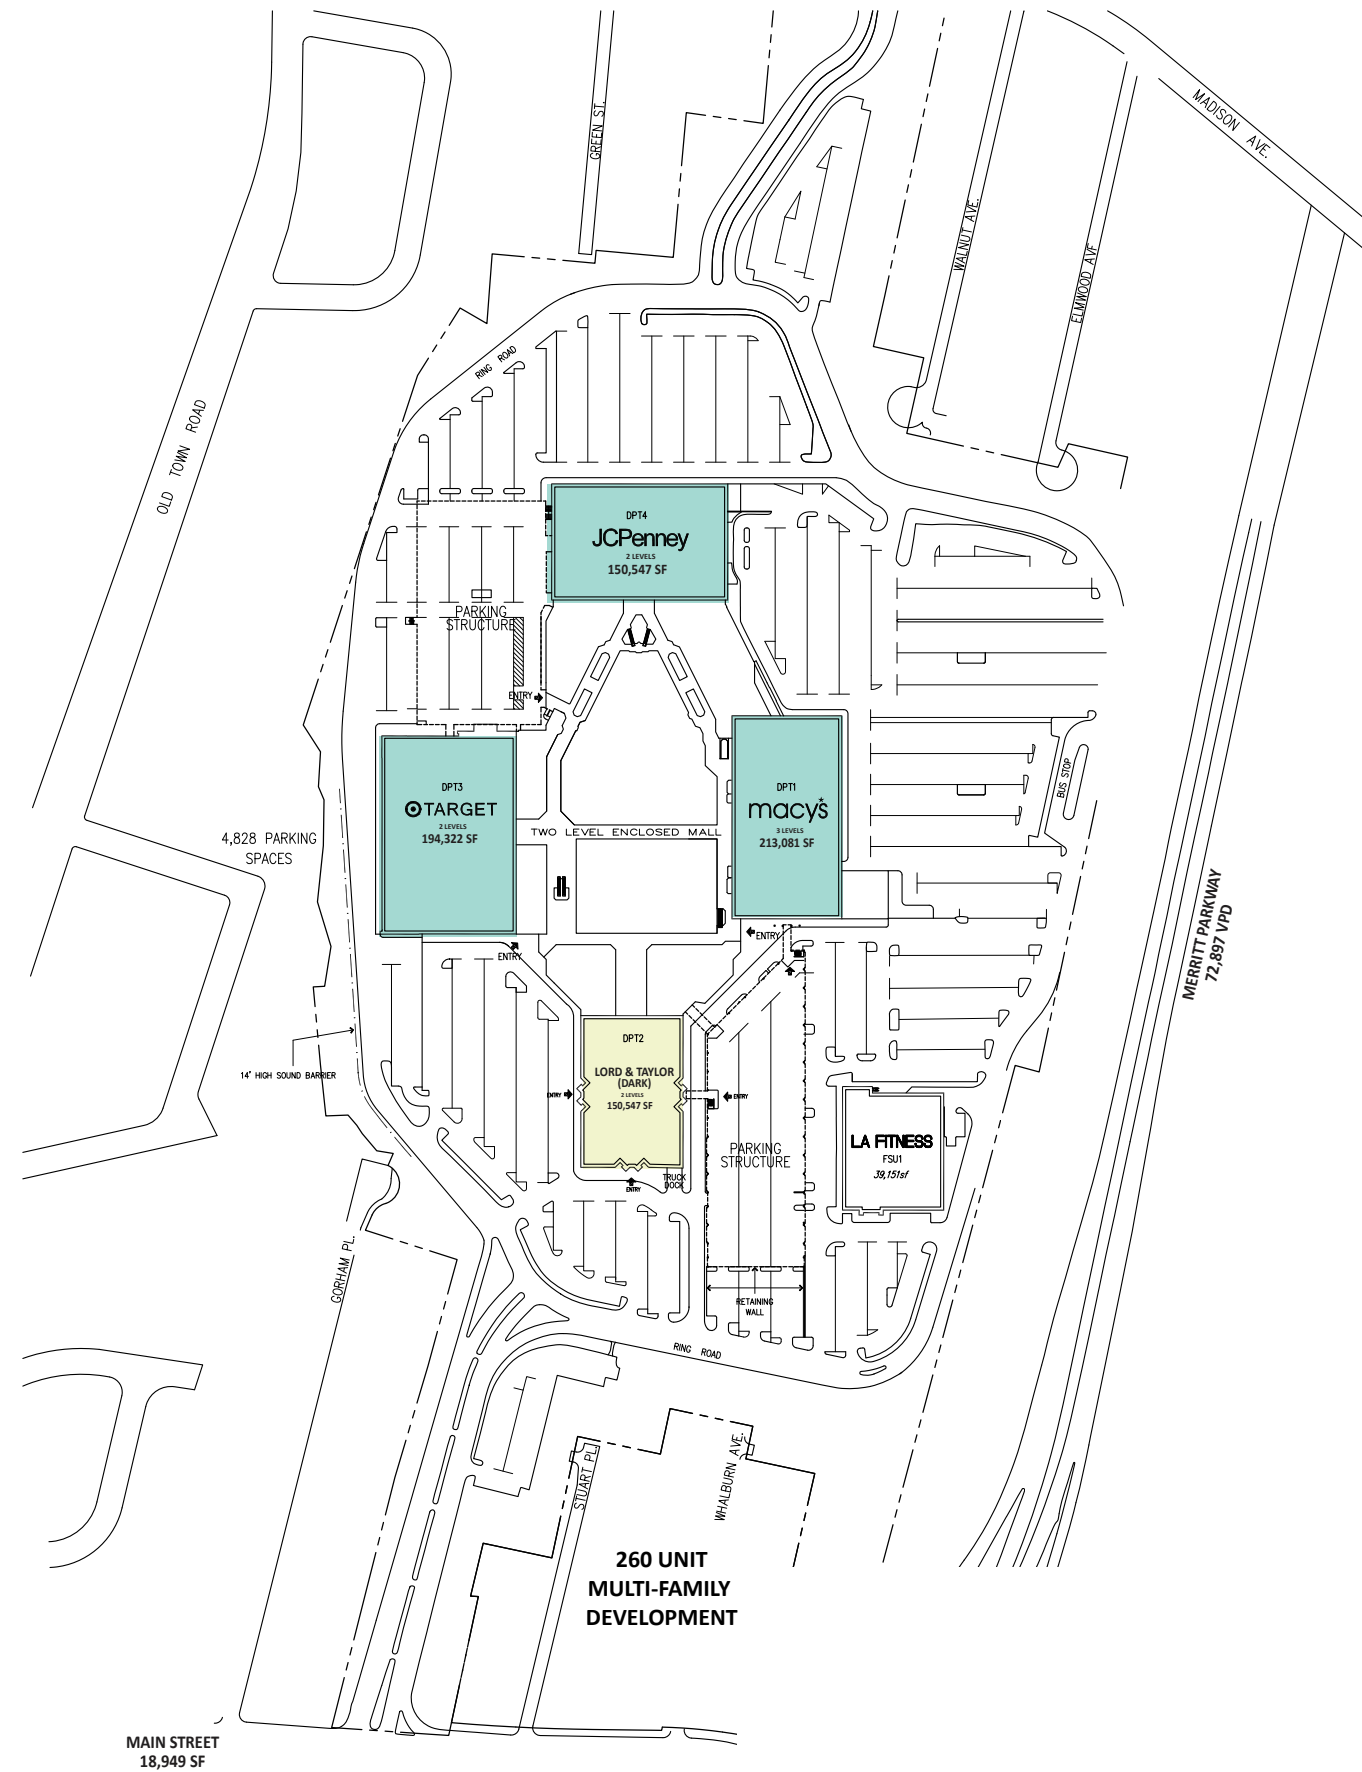 GREEN ST.
MADISON AVE.
WALNUT AVE.
ELMWOOD AVE
RING ROAD
OLD TOWN ROAD
DPT4
JCPenney
2 LEVELS
150,547 SF
PARKING
STRUCTURE
ENTRY
DPT3
TARGET
2 LEVELS
194,322 SF
DPT1
macy's
3 LEVELS
213,081 SF
BUS STOP
TWO LEVEL ENCLOSED MALL
4,828 PARKING
SPACES
MERRITT PARKWAY
72,897 VPD
ENTRY
ENTRY
14' HIGH SOUND BARRIER
DPT2
LORD & TAYLOR
(DARK)
2 LEVELS
150,547 SF
ENTRY
ENTRY
LA FITNESS
FSU1
39,151sf
PARKING
STRUCTURE
TRUCK
DOCK
ENTRY
GORHAM PL.
RETAINING
WALL
RING ROAD
STUART PL.
WHALBURN AVE.
260 UNIT
MULTI-FAMILY
DEVELOPMENT
MAIN STREET
18,949 SF